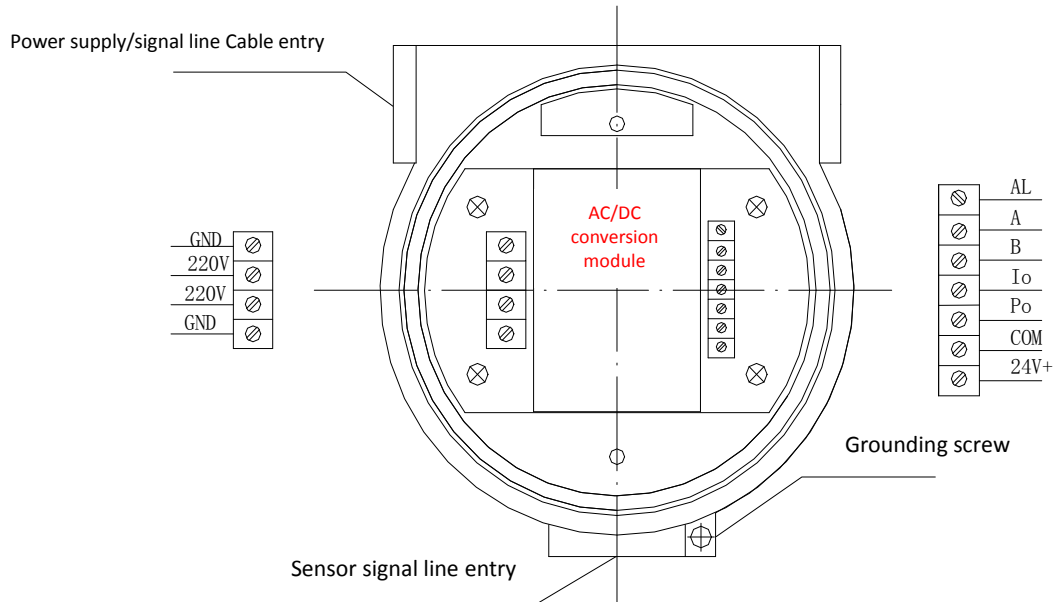 Power supply/signal line Cable entry
AC/DC
conversion
module
GND
220V
220V
GND
AL
A
B
Io
Po
COM
24V+
Grounding screw
Sensor signal line entry